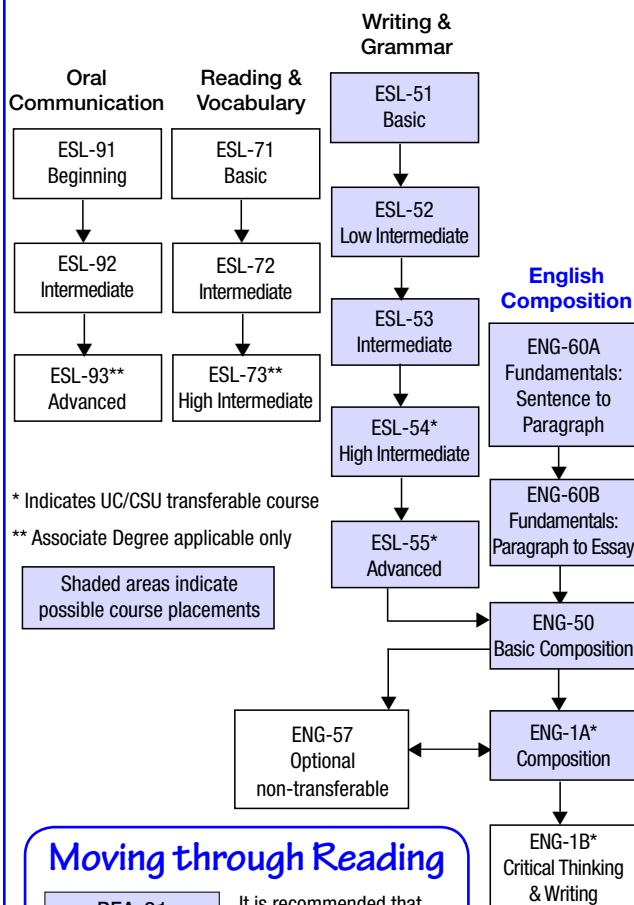 Oral
Communication
ESL-91
Beginning
ESL-92
Intermediate
ESL-93**
Advanced
Reading &
Vocabulary
ESL-71
Basic
ESL-72
Intermediate
ESL-73**
High Intermediate
Writing &
Grammar
ESL-51
Basic
ESL-52
Low Intermediate
ESL-53
Intermediate
ESL-54*
High Intermediate
ESL-55*
Advanced
English
Composition
ENG-60A
Fundamentals:
Sentence to
Paragraph
ENG-60B
Fundamentals:
Paragraph to Essay
ENG-50
Basic Composition
ENG-57
Optional
non-transferable
ENG-1A*
Composition
ENG-1B*
Critical Thinking
& Writing
* Indicates UC/CSU transferable course
** Associate Degree applicable only
Shaded areas indicate
possible course placements
Moving through Reading
It is recommended that